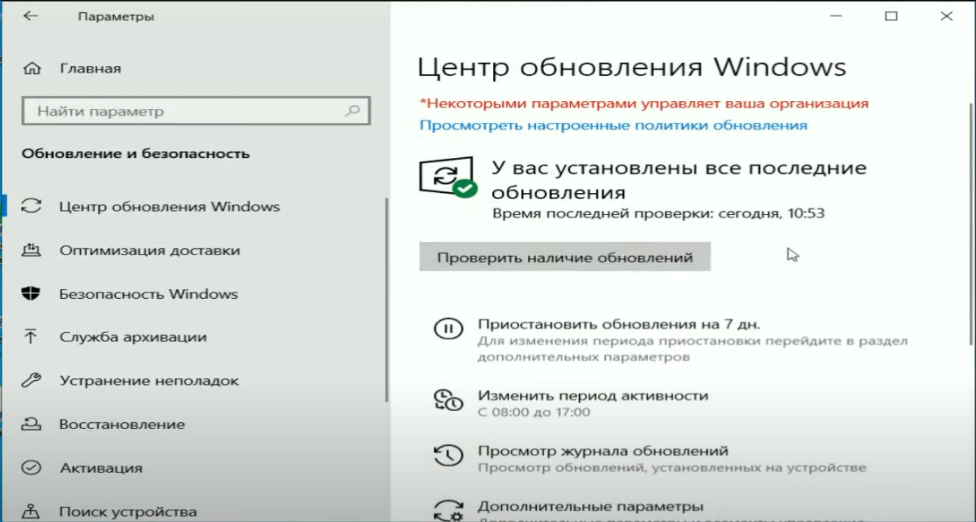 Параметры
Главная
Найти параметр
Обновление и безопасность
Центр обновления Windows
Оптимизация доставки
Безопасность Windows
Служба архивации
Устранение неполадок
Восстановление
Активация
Поиск устройства
Центр обновления Windows
*Некоторыми параметрами управляет ваша организация
Просмотреть настроенные политики обновления
У вас установлены все последние
обновления
Время последней проверки: сегодня, 10:53
Проверить наличие обновлений
Приостановить обновления на 7 дн.
Для изменения периода приостановки перейдите в раздел
дополнительных параметров
Изменить период активности
С 08:00 до 17:00
Просмотр журнала обновлений
Просмотр обновлений, установленных на устройстве
Дополнительные параметры